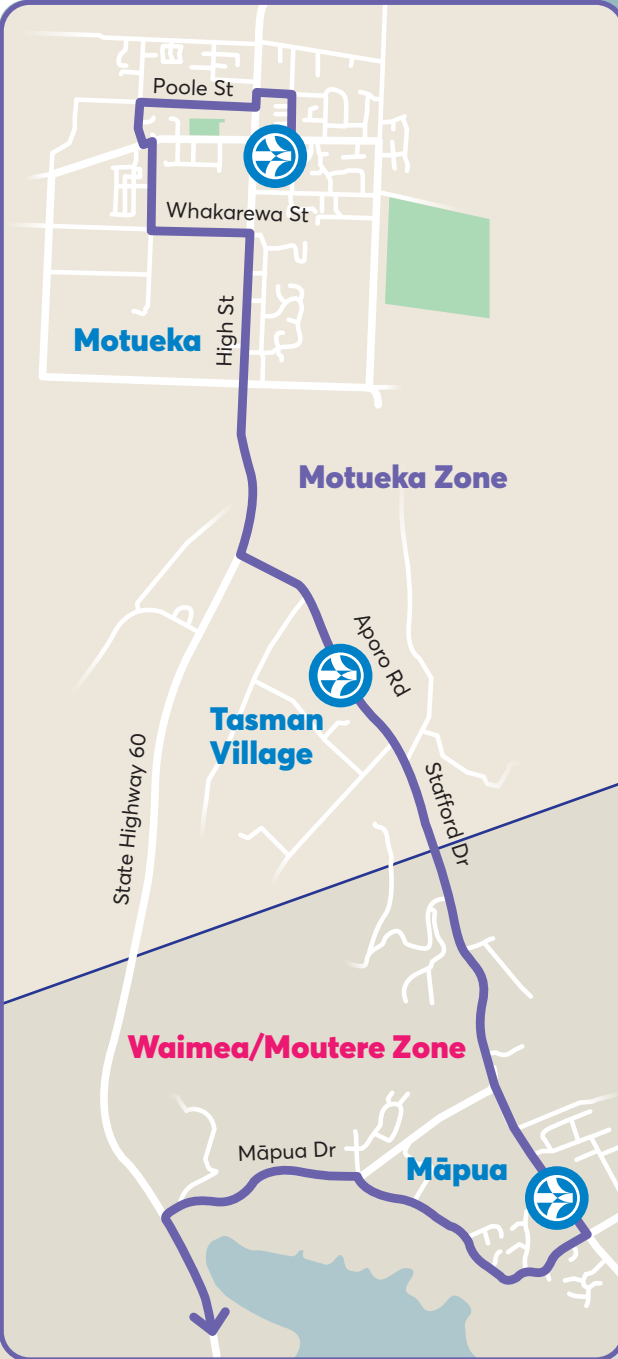 Poole St
Whakarewa St
High St
Motueka
Motueka Zone
Aporo Rd
Tasman
Village
State Highway 60
Stafford Dr
Waimea/Moutere Zone
Māpua Dr
Māpua